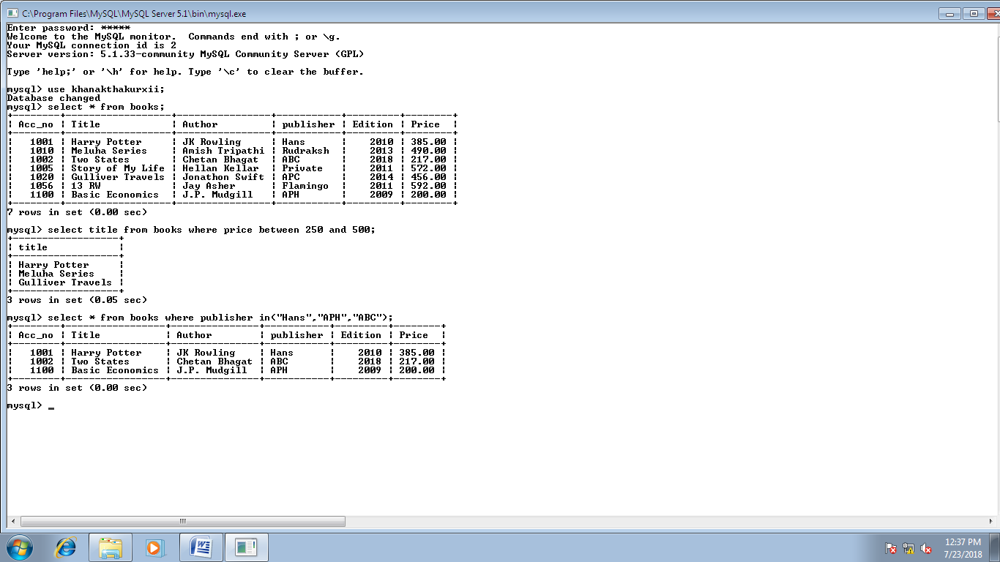 C:\Program Files\MySQL\MySQL Server 5.1\bin\mysql.exe
Enter password: *****
Welcome to the MySQL monitor.  Commands end with ; or \g.
Your MySQL connection id is 2
Server version: 5.1.33-community MySQL Community Server (GPL)

Type 'help;' or '\h' for help. Type '\c' to clear the buffer.

mysql> use khanakthakurxii;
Database changed
mysql> select * from books;
+--------+------------------+----------------+-----------+---------+--------+
| Acc_no | Title            | Author         | publisher | Edition | Price  |
+--------+------------------+----------------+-----------+---------+--------+
|   1001 | Harry Potter     | JK Rowling     | Hans      |    2010 | 385.00 |
|   1010 | Meluha Series    | Amish Tripathi | Rudraksh  |    2013 | 490.00 |
|   1002 | Two States       | Chetan Bhagat  | ABC       |    2018 | 217.00 |
|   1005 | Story of My Life | Hellan Kellar  | Private   |    2011 | 572.00 |
|   1020 | Gulliver Travels | Jonathon Swift | APC       |    2014 | 456.00 |
|   1056 | 13 RW            | Jay Asher      | Flamingo  |    2011 | 592.00 |
|   1100 | Basic Economics  | J.P. Mudgill   | APH       |    2009 | 200.00 |
+--------+------------------+----------------+-----------+---------+--------+
7 rows in set (0.00 sec)

mysql> select title from books where price between 250 and 500;
+------------------+
| title            |
+------------------+
| Harry Potter     |
| Meluha Series    |
| Gulliver Travels |
+------------------+
3 rows in set (0.05 sec)

mysql> select * from books where publisher in("Hans","APH","ABC");
+--------+-----------------+---------------+-----------+---------+--------+
| Acc_no | Title           | Author        | publisher | Edition | Price  |
+--------+-----------------+---------------+-----------+---------+--------+
|   1001 | Harry Potter    | JK Rowling    | Hans      |    2010 | 385.00 |
|   1002 | Two States      | Chetan Bhagat | ABC       |    2018 | 217.00 |
|   1100 | Basic Economics | J.P. Mudgill  | APH       |    2009 | 200.00 |
+--------+-----------------+---------------+-----------+---------+--------+
3 rows in set (0.00 sec)

mysql> _
12:37 PM
7/23/2018